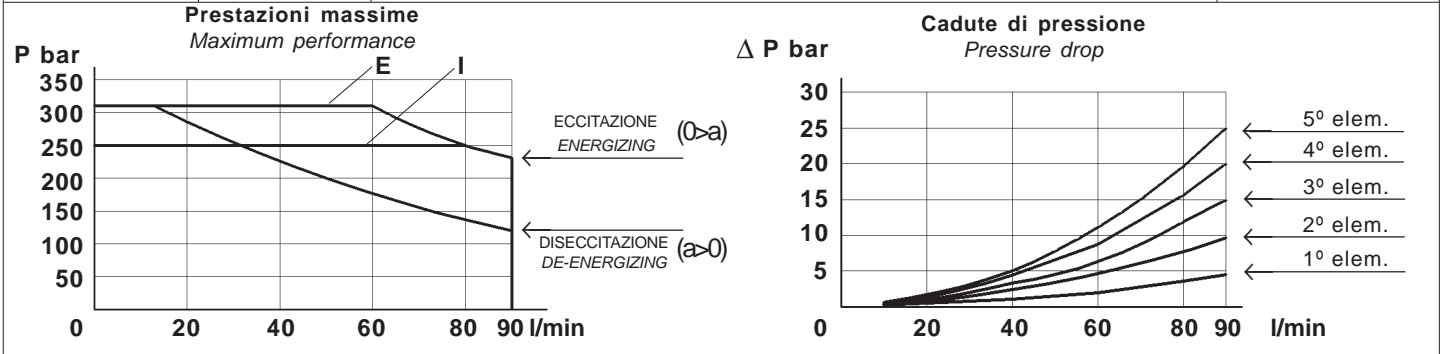 Prestazioni massime
Maximum performance
P bar
E
I
350
300
250
200
150
100
50
0
20
40
60
80
90 l/min
ECCITAZIONE
ENERGIZING
(0>a)
DISECCITAZIONE
DE-ENERGIZING
(a>0)
Cadute di pressione
Pressure drop
Δ P bar
30
25
20
15
10
5
0
20
40
60
80
90
l/min
5º elem.
4º elem.
3º elem.
2º elem.
1º elem.